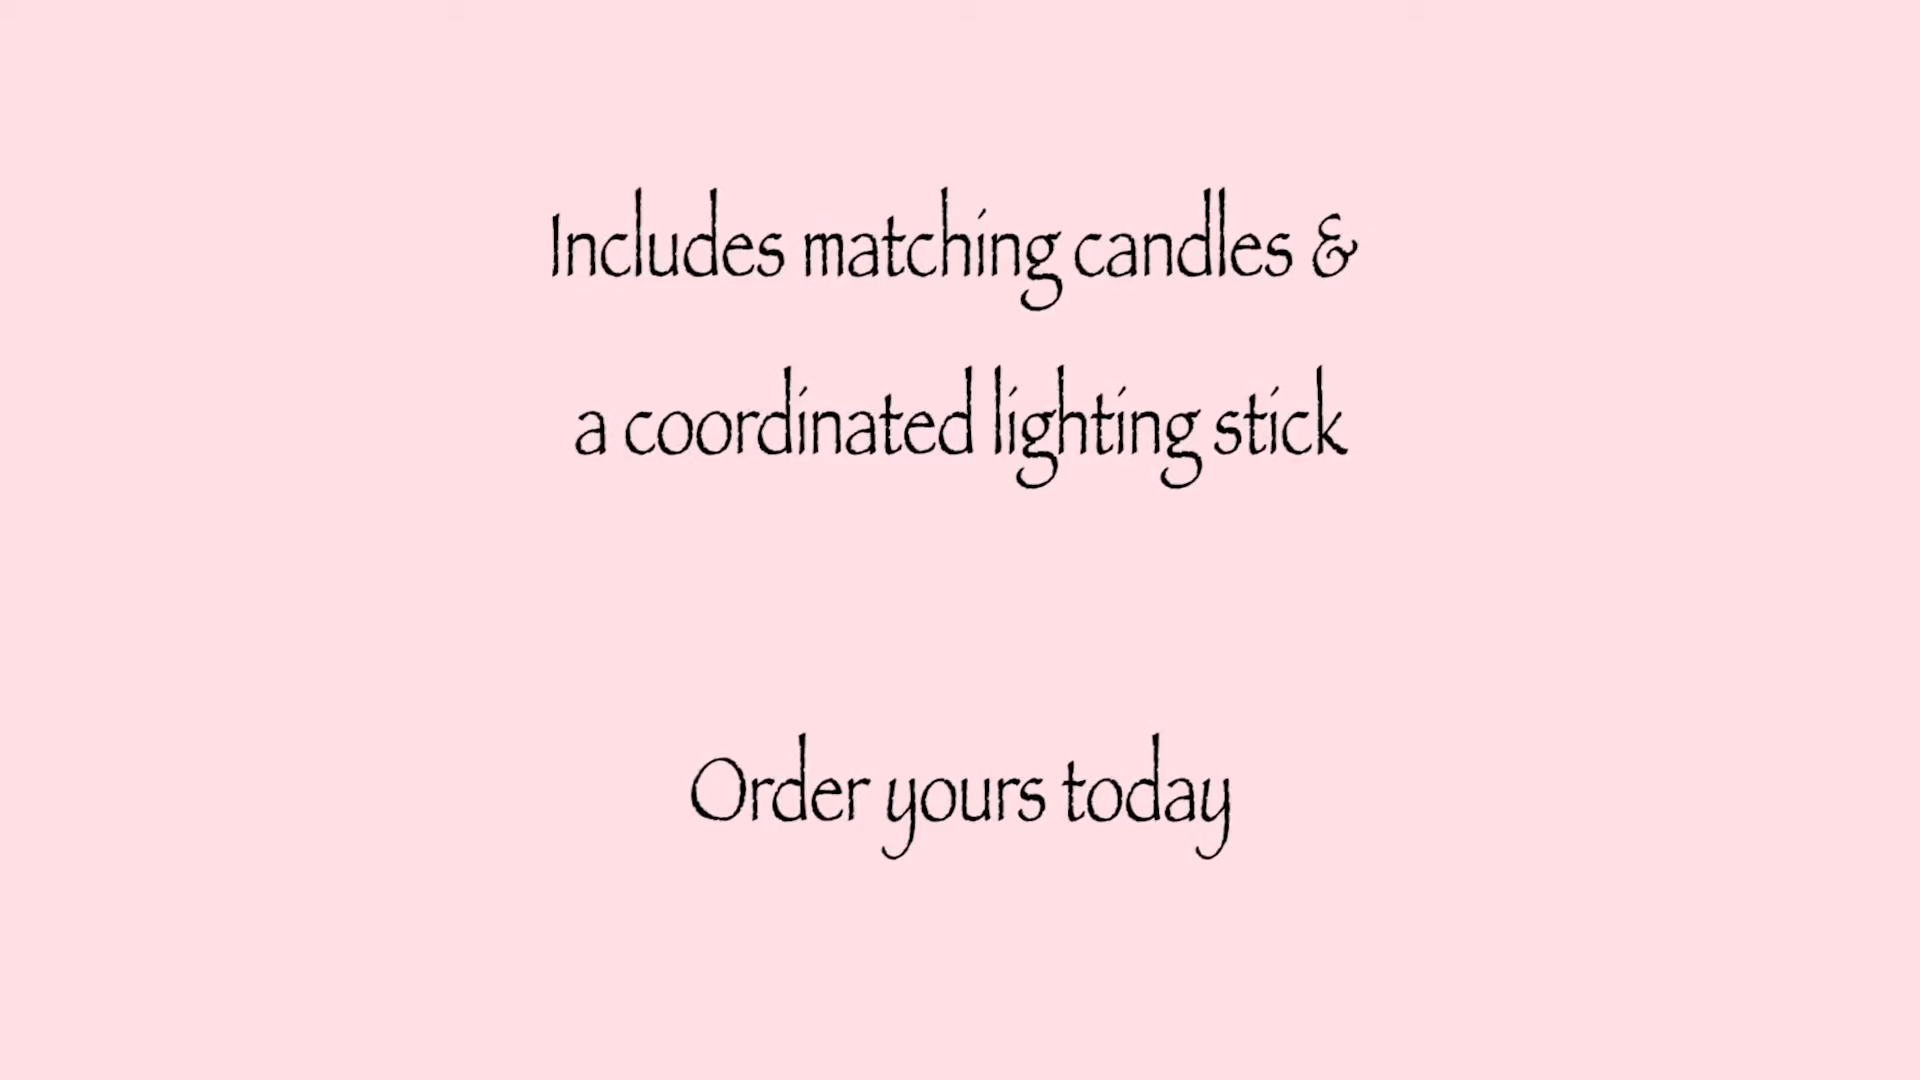 Includes matching candles &
a coordinated lighting stick
Order yours today